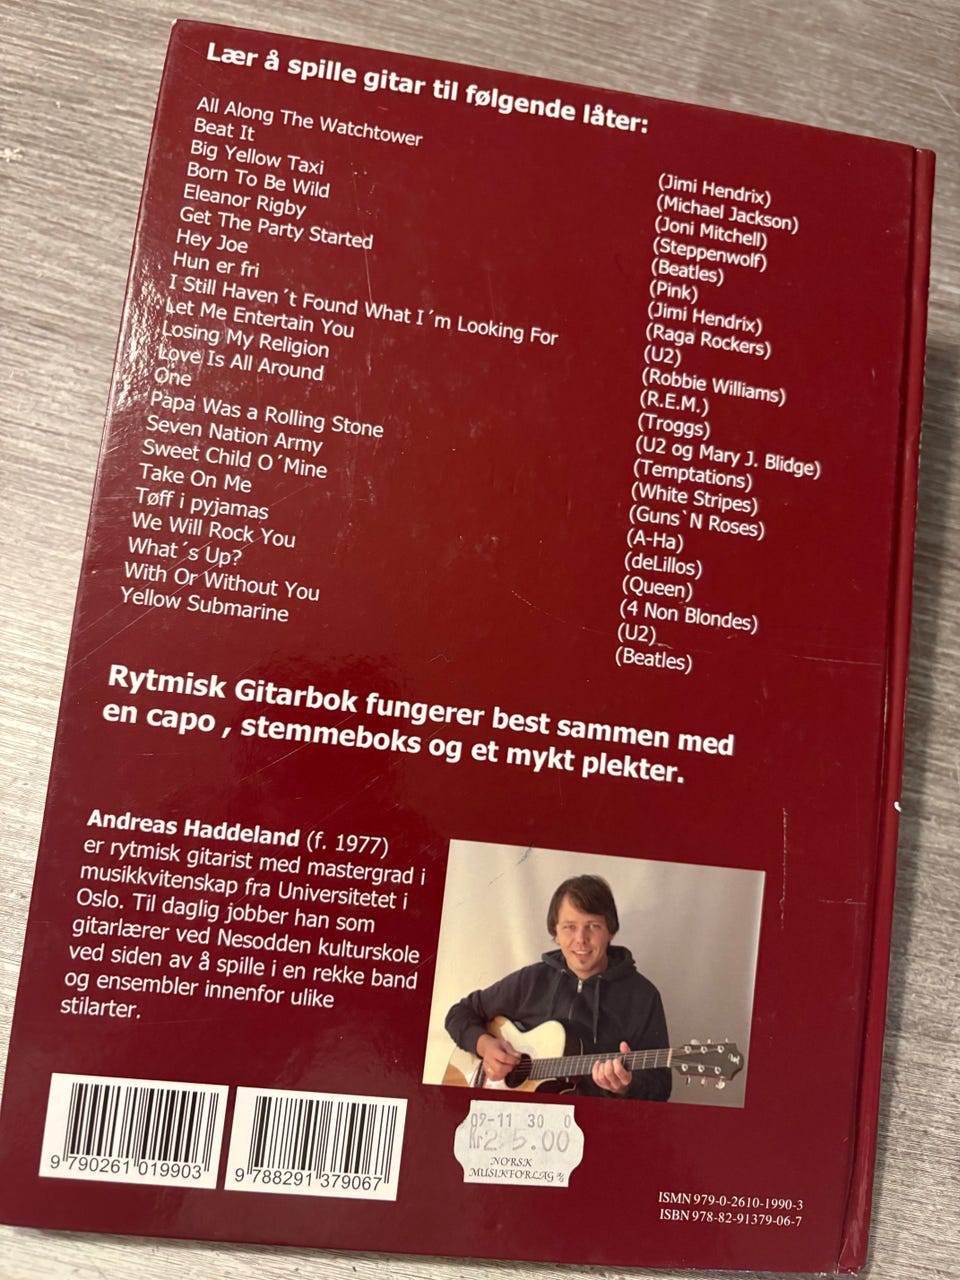 Lær å spille gitar til følgende låter:
All Along The Watchtower (Jimi Hendrix)
Beat It (Michael Jackson)
Big Yellow Taxi (Joni Mitchell)
Born To Be Wild (Steppenwolf)
Eleanor Rigby (Beatles)
Get The Party Started (Pink)
Hey Joe (Jimi Hendrix)
Hun er fri (Raga Rockers)
I Still Haven´t Found What I´m Looking For (U2)
Let Me Entertain You (Robbie Williams)
Losing My Religion (R.E.M.)
Love Is All Around (Troggs)
One (U2 og Mary J. Blidge)
Papa Was a Rolling Stone (Temptations)
Seven Nation Army (White Stripes)
Sweet Child O´Mine (Guns`N Roses)
Take On Me (A-Ha)
Tøff i pyjamas (deLillos)
We Will Rock You (Queen)
What´s Up? (4 Non Blondes)
With Or Without You (U2)
Yellow Submarine (Beatles)
Rytmisk Gitarbok fungerer best sammen med
en capo , stemmeboks og et mykt plekter.
Andreas Haddeland (f. 1977)
er rytmisk gitarist med mastergrad i
musikkvitenskap fra Universitetet i
Oslo. Til daglig jobber han som
gitarlærer ved Nesodden kulturskole
ved siden av å spille i en rekke band
og ensembler innenfor ulike
stilarter.
9 790261 019903
9 788291 379067
09-11 30 0
NORSK
MUSIKFORLAG
ISMN 979-0-2610-1990-3
ISBN 978-82-91379-06-7